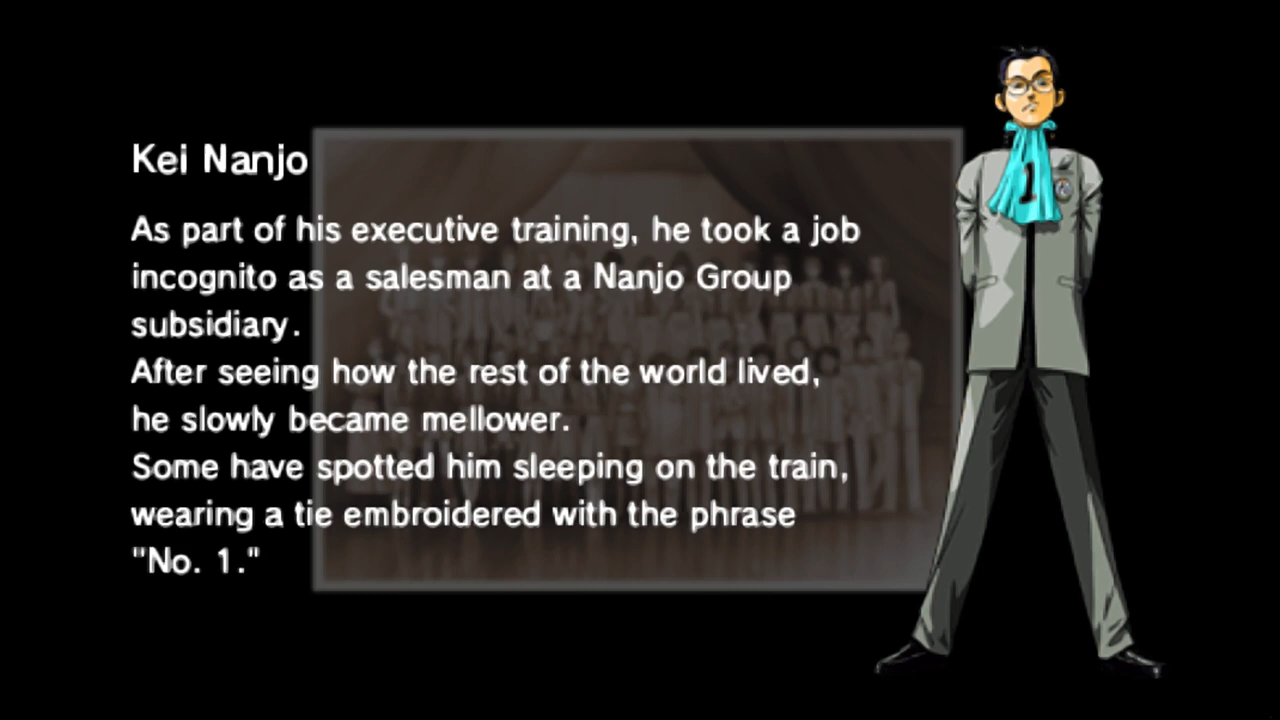 Kei Nanjo
As part of his executive training, he took a job
incognito as a salesman at a Nanjo Group
subsidiary.
After seeing how the rest of the world lived,
he slowly became mellower.
Some have spotted him sleeping on the train,
wearing a tie embroidered with the phrase
"No. 1."
1